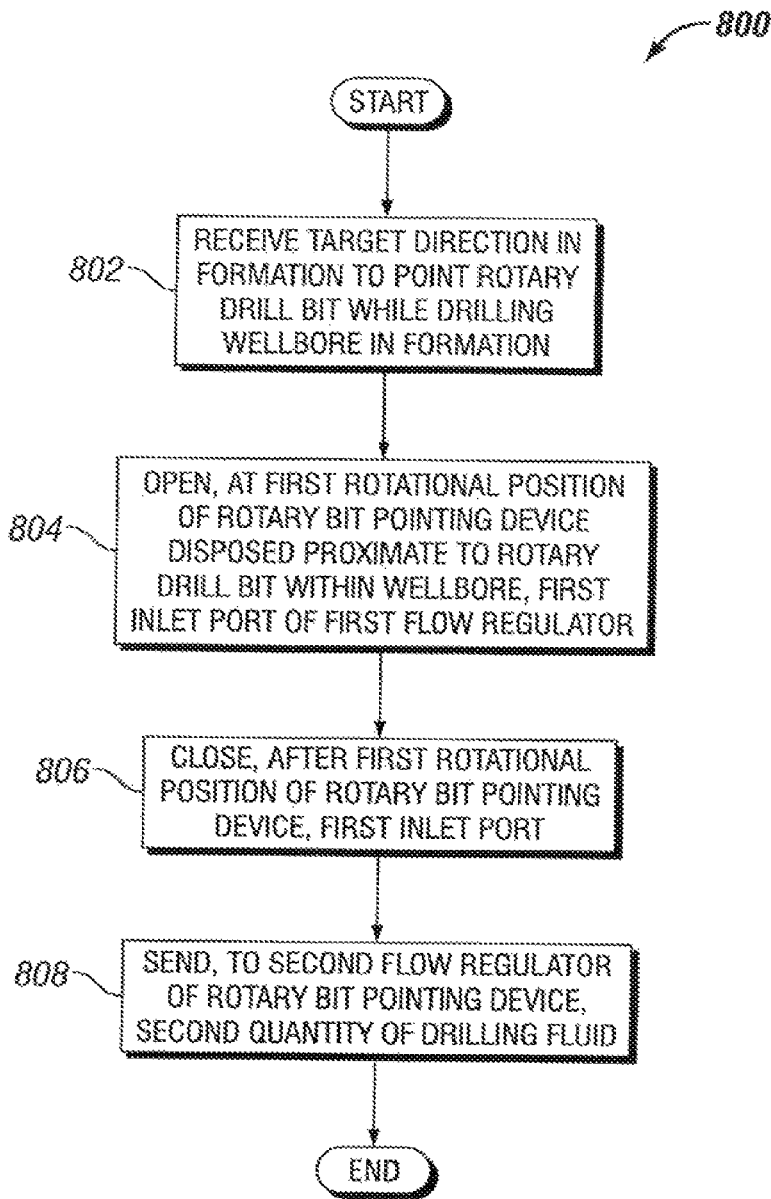 800
START
802
RECEIVE TARGET DIRECTION IN
FORMATION TO POINT ROTARY
DRILL BIT WHILE DRILLING
WELLBORE IN FORMATION
804
OPEN, AT FIRST ROTATIONAL POSITION
OF ROTARY BIT POINTING DEVICE
DISPOSED PROXIMATE TO ROTARY
DRILL BIT WITHIN WELLBORE, FIRST
INLET PORT OF FIRST FLOW REGULATOR
806
CLOSE, AFTER FIRST ROTATIONAL
POSITION OF ROTARY BIT POINTING
DEVICE, FIRST INLET PORT
808
SEND, TO SECOND FLOW REGULATOR
OF ROTARY BIT POINTING DEVICE,
SECOND QUANTITY OF DRILLING FLUID
END